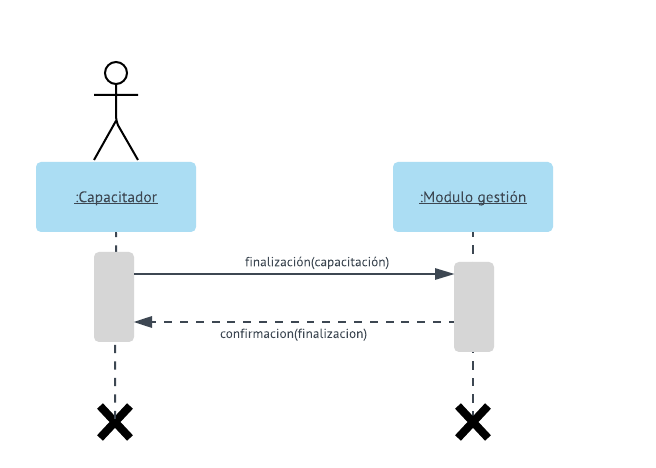 :Capacitador
:Modulo gestión
finalización(capacitación)
confirmacion(finalizacion)